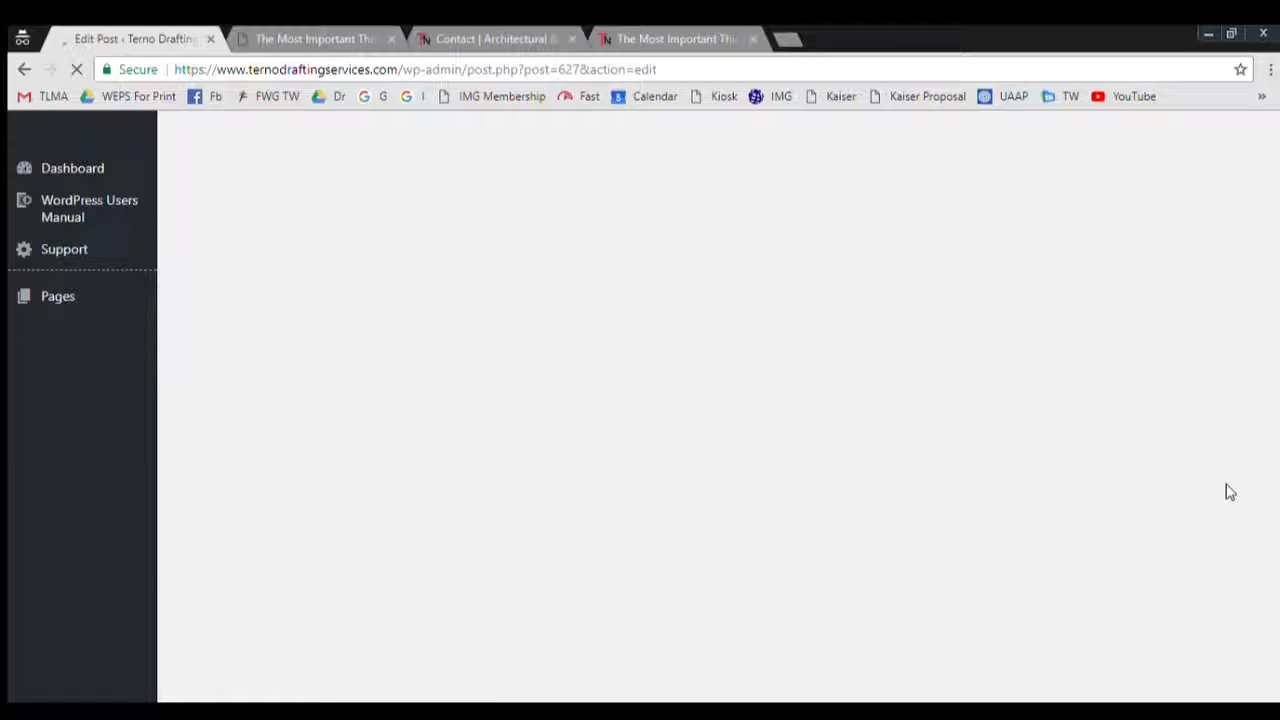 Edit Post ‹ Terno Drafting
The Most Important Thi
Contact | Architectural &
The Most Important Thi
Secure
https://www.ternodraftingservices.com/wp-admin/post.php?post=627&action=edit
TLMA
WEPS For Print
Fb
FWG TW
Dr
G
I
IMG Membership
Fast
Calendar
Kiosk
IMG
Kaiser
Kaiser Proposal
UAAP
TW
YouTube
»
Dashboard
WordPress Users
Manual
Support
Pages